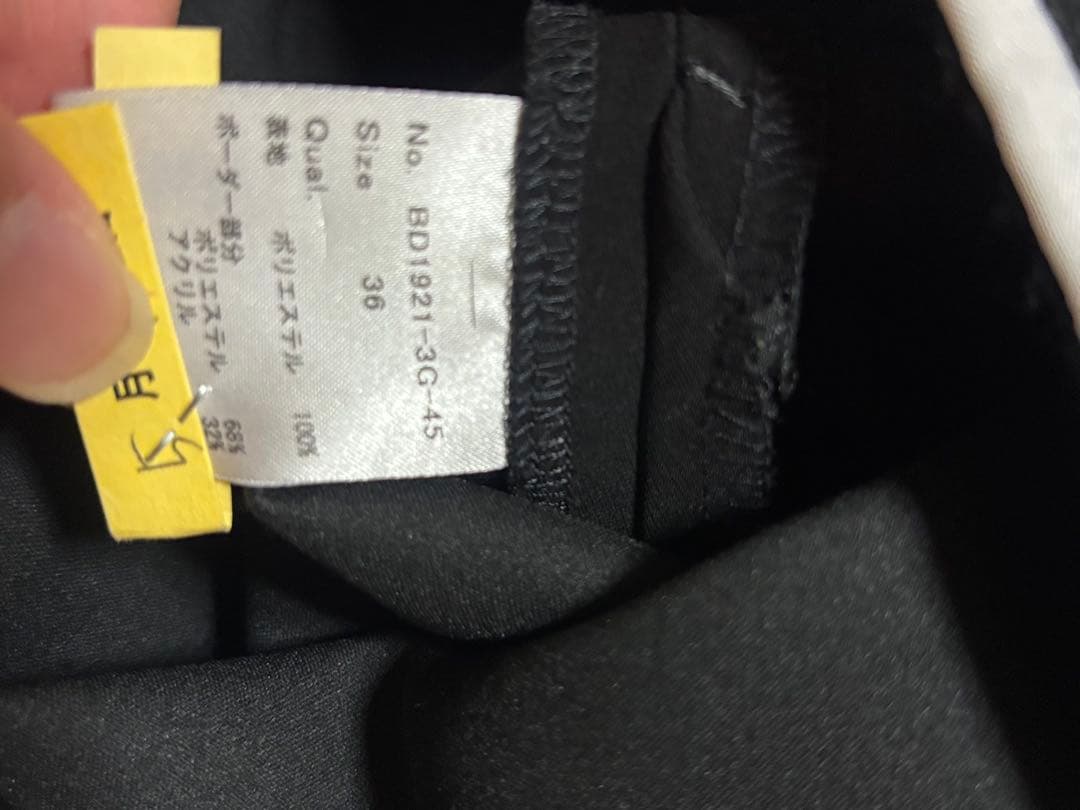 No. BD1921-3G-45
Size 36
Qual.
表地 ポリエステル 100%
ボーダー部分
ポリエステル 68%
アクリル 32%